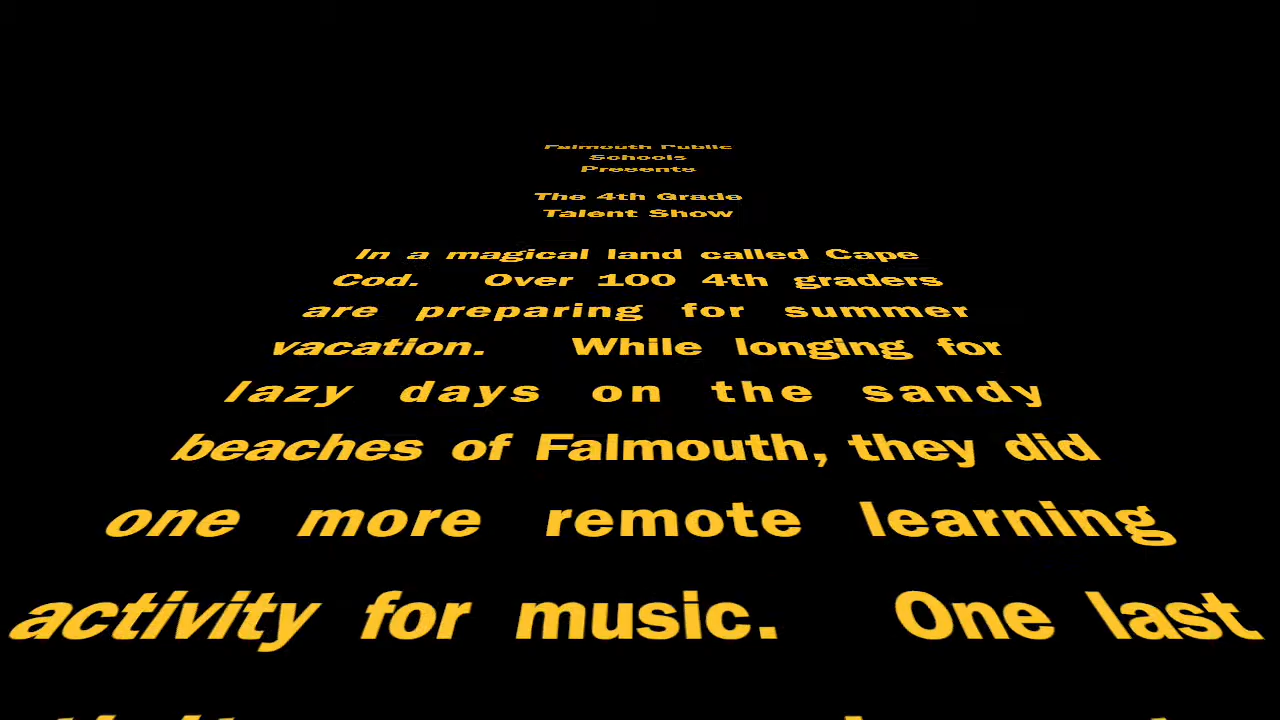 Falmouth Public
Schools
Presents
The 4th Grade
Talent Show
In a magical land called Cape
Cod. Over 100 4th graders
are preparing for summer
vacation. While longing for
lazy days on the sandy
beaches of Falmouth, they did
one more remote learning
activity for music. One last